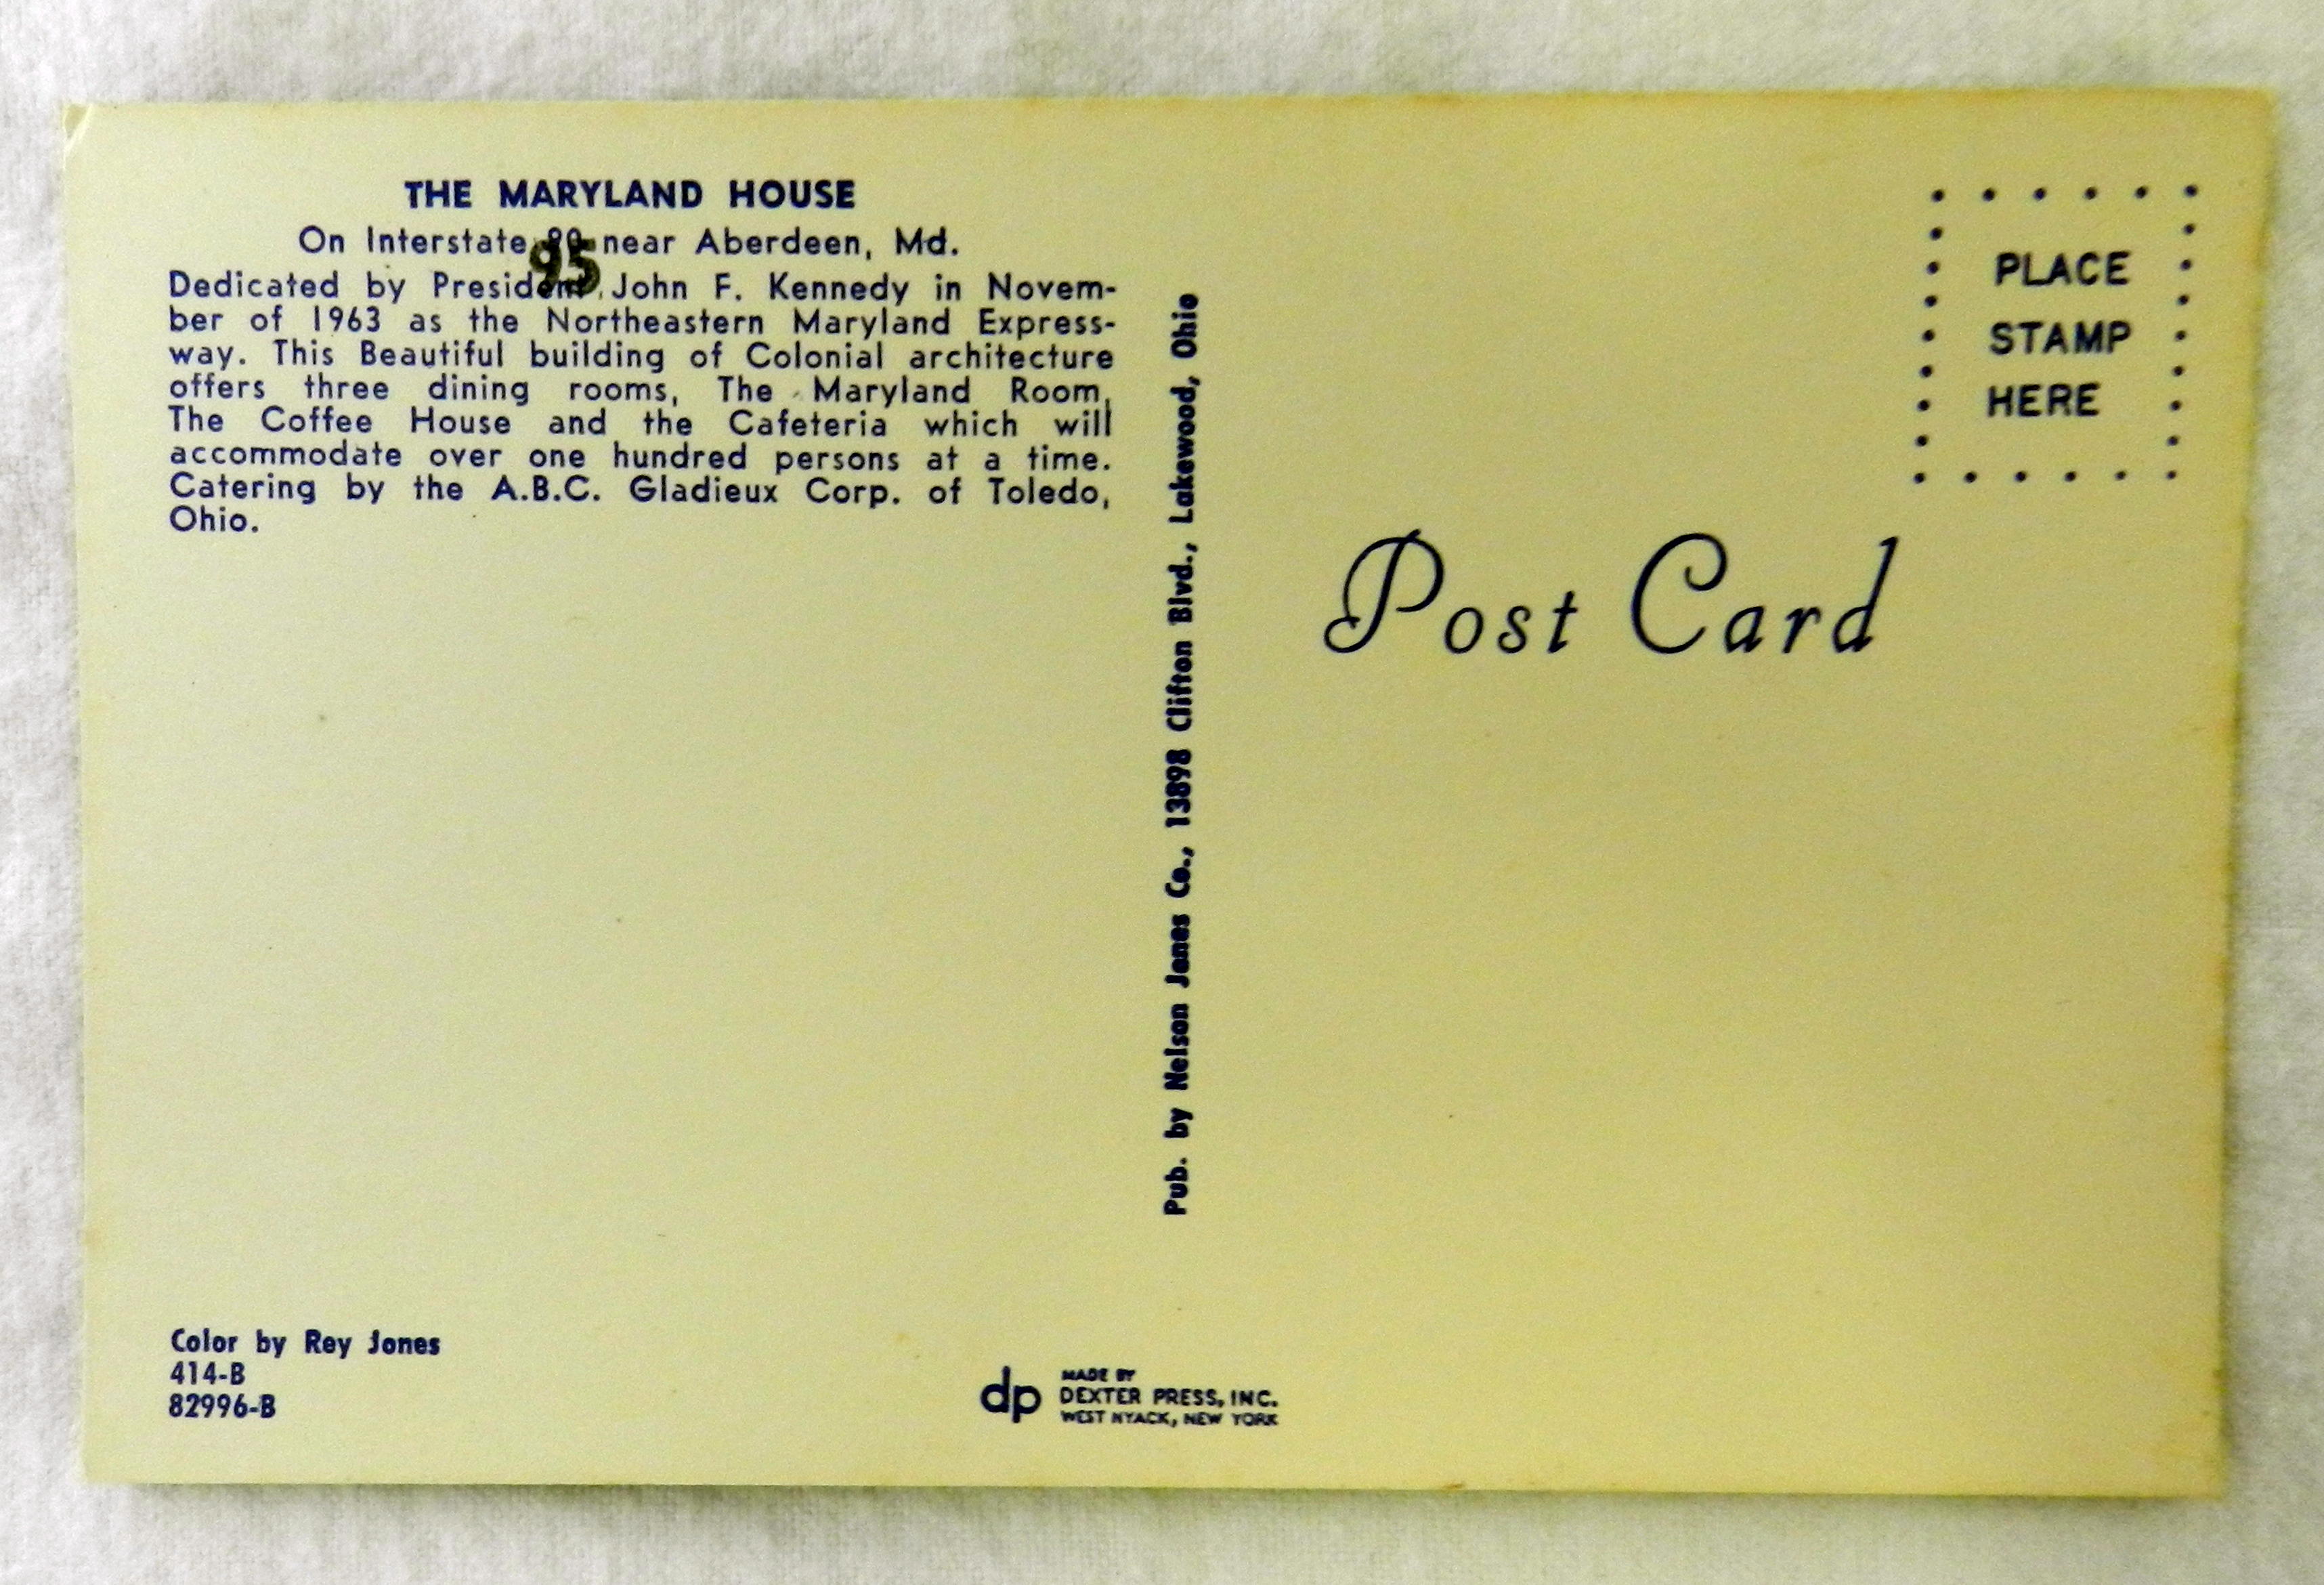 THE MARYLAND HOUSE
On Interstate 95 near Aberdeen, Md.
Dedicated by President John F. Kennedy in Novem-
ber of 1963 as the Northeastern Maryland Express-
way. This Beautiful building of Colonial architecture
offers three dining rooms, The Maryland Room,
The Coffee House and the Cafeteria which will
accommodate over one hundred persons at a time.
Catering by the A.B.C. Gladieux Corp. of Toledo,
Ohio.
Color by Rey Jones
414-B
82996-B
Pub. by Nelson Jones Co., 13898 Clifton Blvd., Lakewood, Ohio
dp
MADE BY
DEXTER PRESS, INC.
WEST NYACK, NEW YORK
PLACE
STAMP
HERE
Post Card